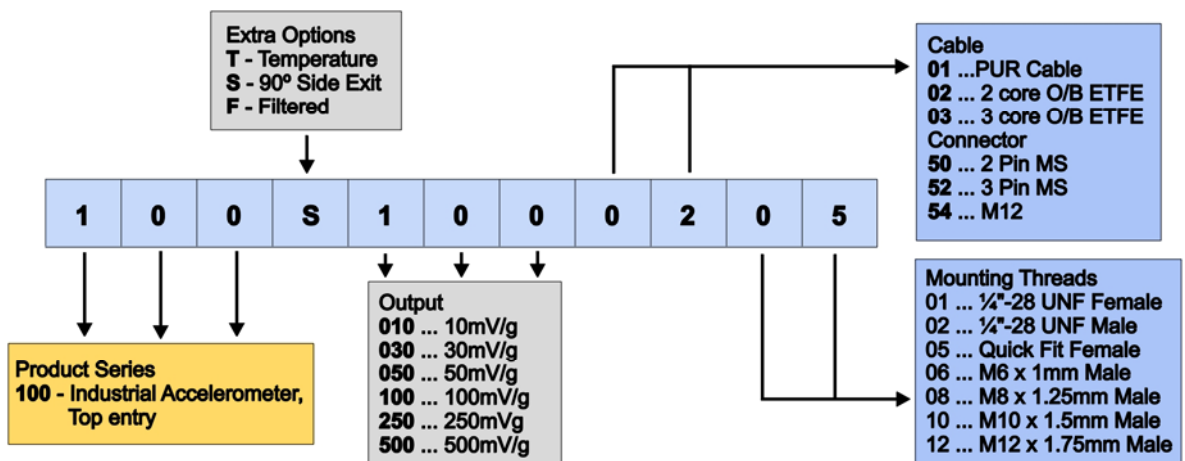 Extra Options
T - Temperature
S - 90º Side Exit
F - Filtered
Cable
01 ...PUR Cable
02 ... 2 core O/B ETFE
03 ... 3 core O/B ETFE
Connector
50 ... 2 Pin MS
52 ... 3 Pin MS
54 ... M12
1 0 0 S 1 0 0 0 2 0 5
Product Series
100 - Industrial Accelerometer,
Top entry
Output
010 ... 10mV/g
030 ... 30mV/g
050 ... 50mV/g
100 ... 100mV/g
250 ... 250mVg
500 ... 500mV/g
Mounting Threads
01 ... ¼"-28 UNF Female
02 ... ¼"-28 UNF Male
05 ... Quick Fit Female
06 ... M6 x 1mm Male
08 ... M8 x 1.25mm Male
10 ... M10 x 1.5mm Male
12 ... M12 x 1.75mm Male